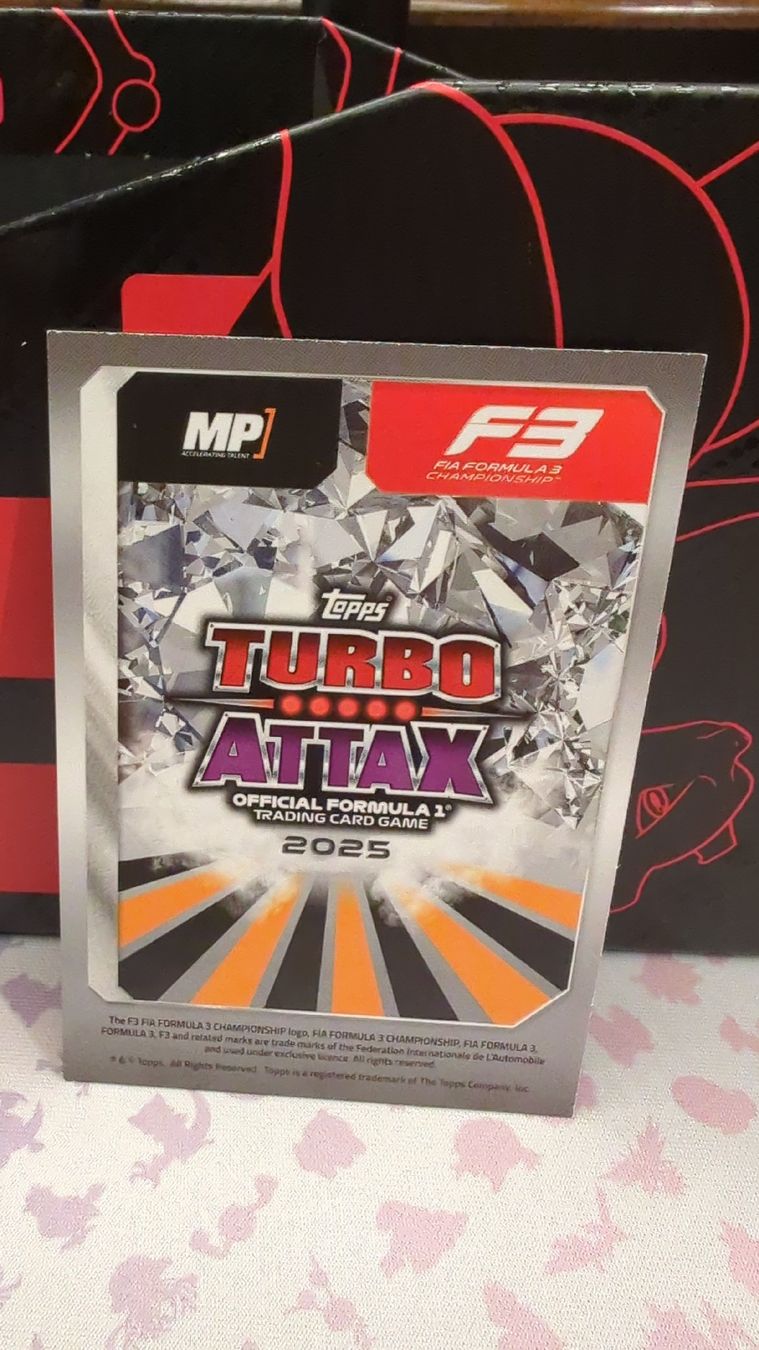 MP
ACCELERATING TALENT
F3
FIA FORMULA 3
CHAMPIONSHIP™
Topps®
TURBO
ATTAX
OFFICIAL FORMULA 1®
TRADING CARD GAME
2025
The F3 FIA FORMULA 3 CHAMPIONSHIP logo, FIA FORMULA 3 CHAMPIONSHIP, FIA FORMULA 3,
FORMULA 3, F3 and related marks are trade marks of the Federation Internationale de L'Automobile
and used under exclusive licence. All rights reserved.
® & © Topps. All Rights Reserved. Topps is a registered trademark of The Topps Company, Inc.